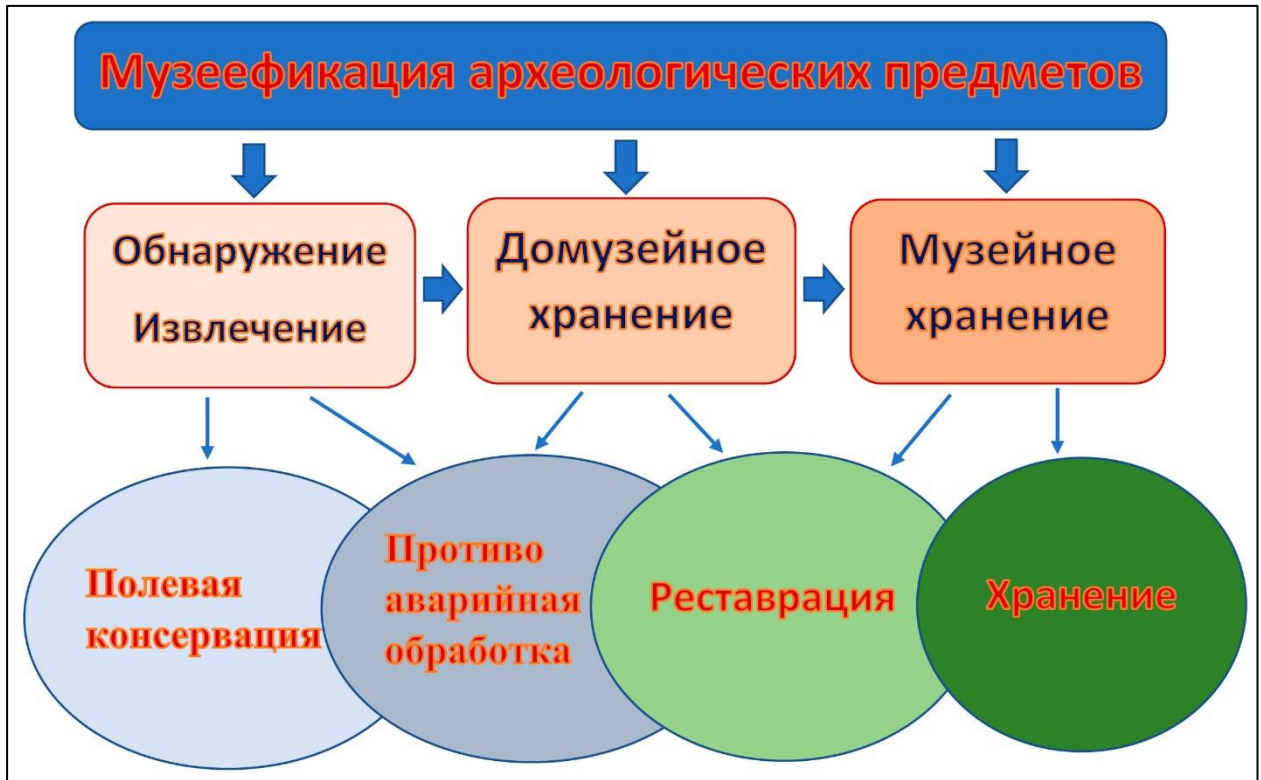 Музеефикация археологических предметов
Обнаружение
Извлечение
Домузейное
хранение
Музейное
хранение
Полевая
консервация
Противо
аварийная
обработка
Реставрация
Хранение